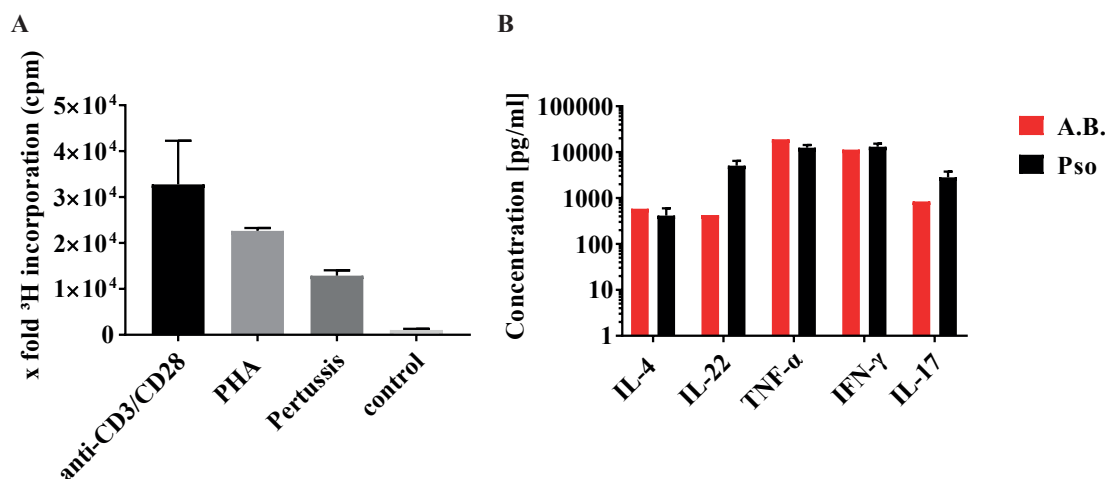 A
x fold ³H incorporation (cpm)
5×10⁴
4×10⁴
3×10⁴
2×10⁴
1×10⁴
0
anti-CD3/CD28
PHA
Pertussis
control
B
Concentration [pg/ml]
100000
10000
1000
100
10
1
IL-4
IL-22
TNF-α
IFN-γ
IL-17
A.B.
Pso